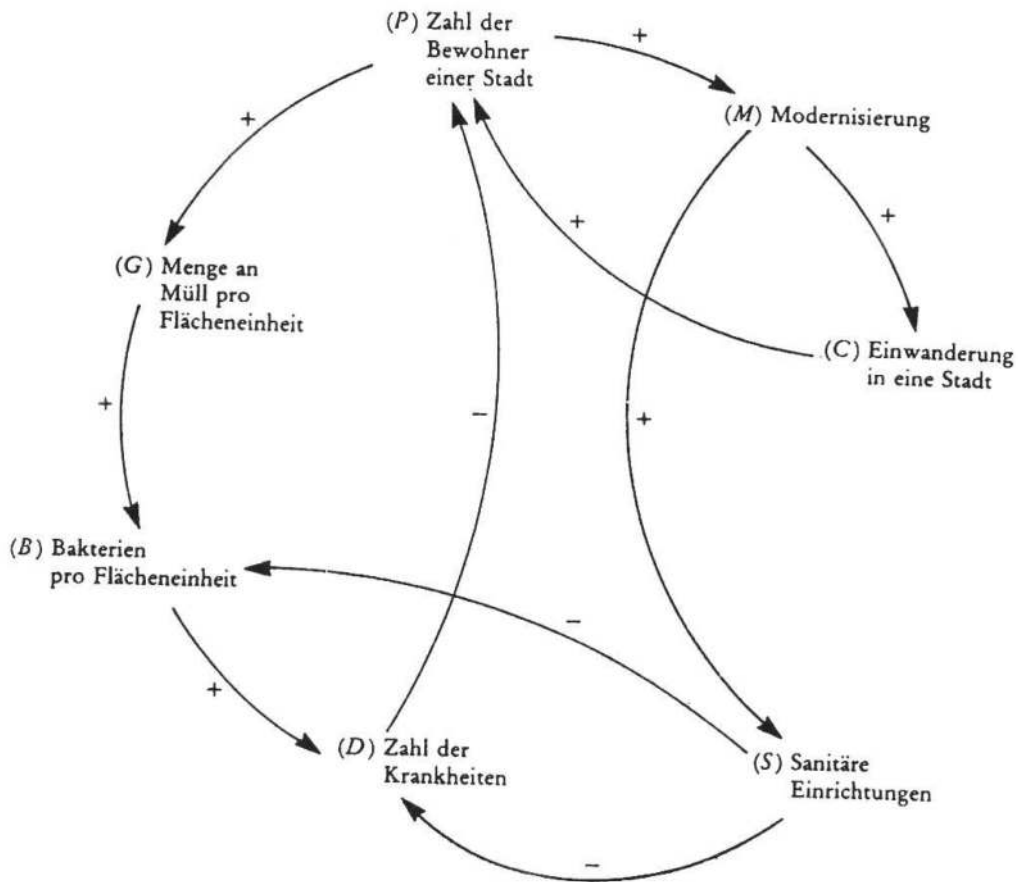 (P) Zahl der
Bewohner
einer Stadt
+
(M) Modernisierung
+
+
+
(G) Menge an
Müll pro
Flächeneinheit
(C) Einwanderung
in eine Stadt
+
−
+
(B) Bakterien
pro Flächeneinheit
−
+
(D) Zahl der
Krankheiten
(S) Sanitäre
Einrichtungen
−